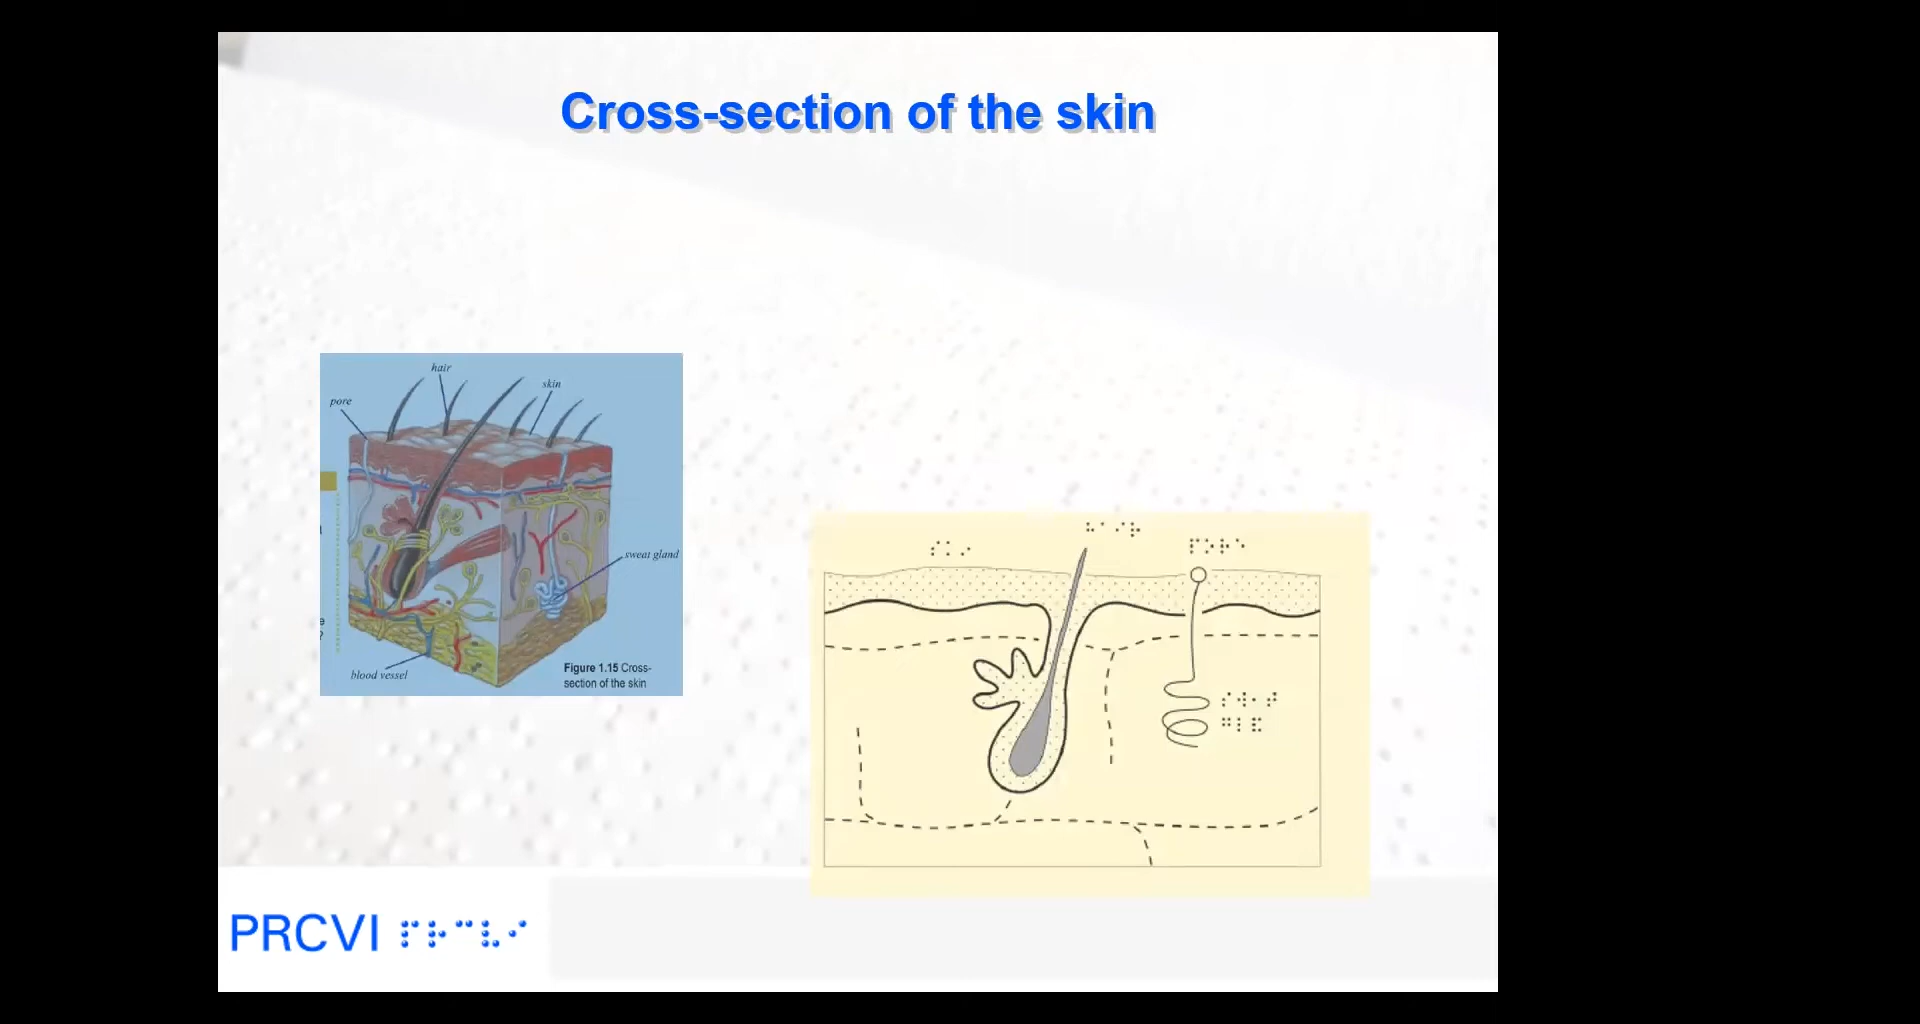 Cross-section of the skin
hair
skin
pore
sweat gland
blood vessel
Figure 1.15 Cross-
section of the skin
⠓⠁⠊⠗
⠎⠅⠔
⠏⠕⠗⠑
⠎⠺⠂⠞
⠛⠇⠯
PRCVI ⠏⠗⠉⠧⠊